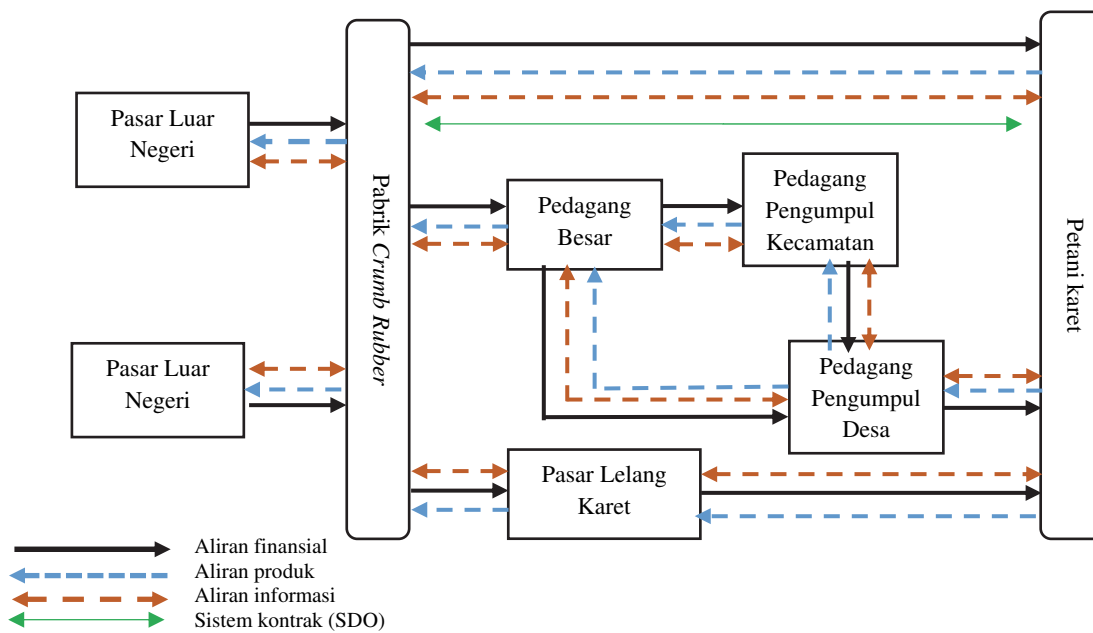 Pasar Luar
Negeri
Pasar Luar
Negeri
Pabrik Crumb Rubber
Pedagang
Besar
Pedagang
Pengumpul
Kecamatan
Pedagang
Pengumpul
Desa
Pasar Lelang
Karet
Petani karet
Aliran finansial
Aliran produk
Aliran informasi
Sistem kontrak (SDO)